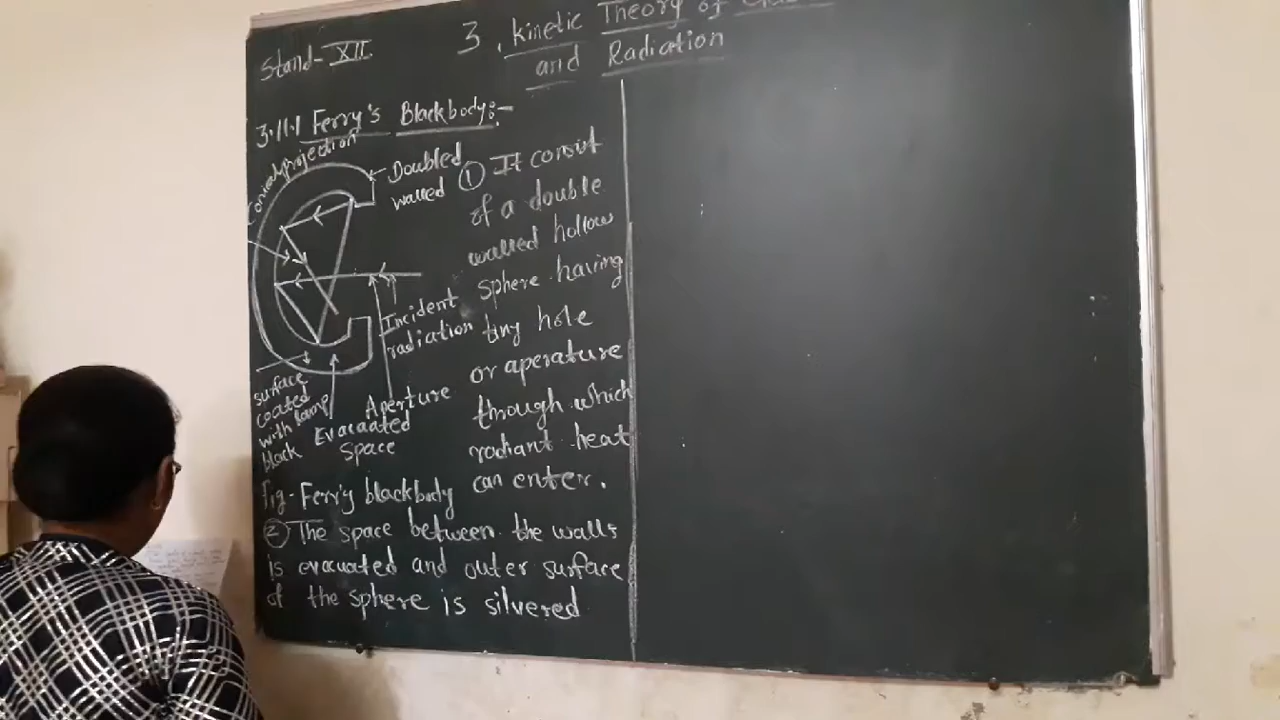 Stand-XII
3. Kinetic Theory of
and Radiation
3.11.1 Ferry's Blackbody:-
Conical projection
Doubled
walled
Incident
radiation
Aperture
Evacaated
Space
surface
coated
with lamp
black
Fig- Ferry's blackbody
① It consist
of a double
walled hollow
sphere having
tiny hole
or aperature
through which
radiant heat
can enter.
② The space between the walls
is evacuated and outer surface
of the sphere is silvered